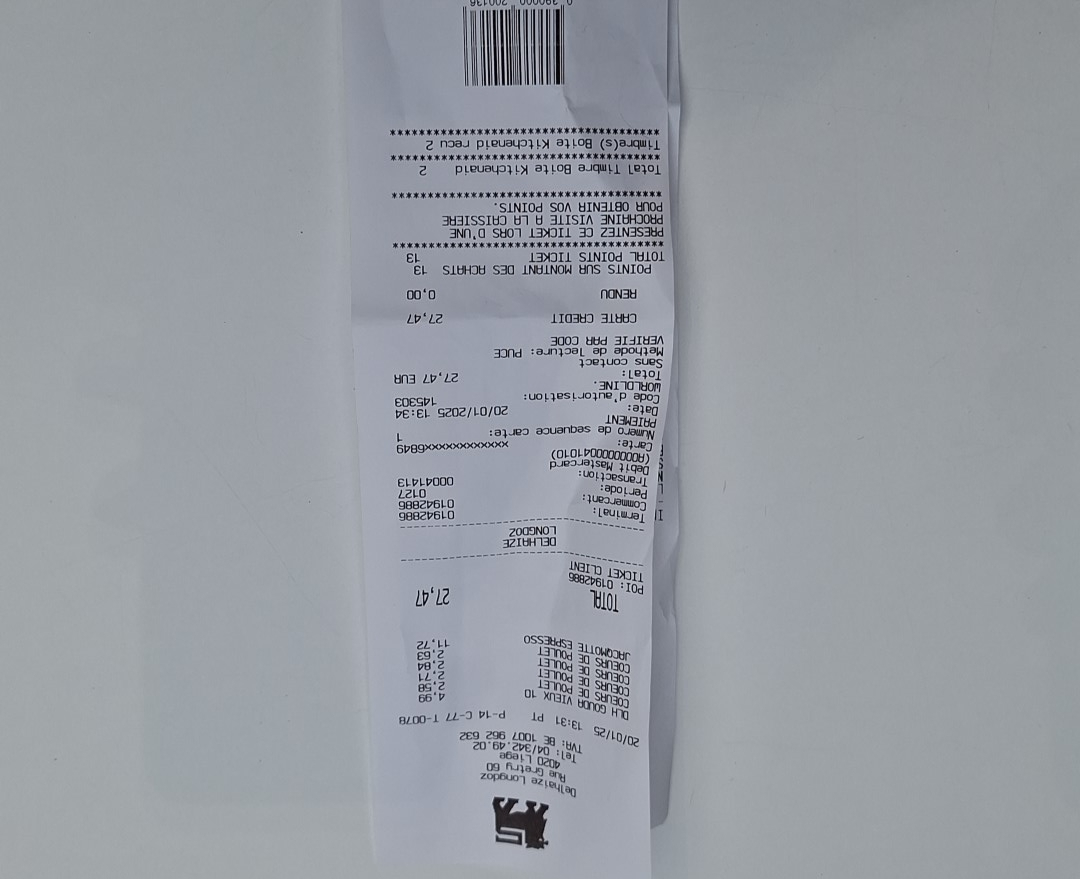 Delhaize Longdoz
Rue Gretry 60
4020 Liege
Tel: 04/342.49.02
TVA: BE 1007 962 632
20/01/25 13:31 PT P-14 C-77 T-0078
DLH GOUDA VIEUX 10 4,99
COEURS DE POULET 2,58
COEURS DE POULET 2,71
COEURS DE POULET 2,84
COEURS DE POULET 2,63
JACQMOTTE ESPRESSO 11,72
TOTAL 27,47
POI: 01942886
TICKET CLIENT
--------------------------------
DELHAIZE
LONGDOZ
--------------------------------
Terminal: 01942886
Commercant: 01942886
Periode: 0127
Transaction: 00041413
Debit Mastercard
(A0000000041010)
Carte: xxxxxxxxxxxx6849
Numero de sequence carte: 1
PAIEMENT
Date: 20/01/2025 13:34
Code d'autorisation: 145303
WORLDLINE.
Total: 27,47 EUR
Sans contact
Methode de lecture: PUCE
VERIFIE PAR CODE
CARTE CREDIT 27,47
RENDU 0,00
POINTS SUR MONTANT DES ACHATS 13
TOTAL POINTS TICKET 13
****************************************
PRESENTEZ CE TICKET LORS D'UNE
PROCHAINE VISITE A LA CAISSIERE
POUR OBTENIR VOS POINTS.
****************************************
Total Timbre Boite Kitchenaid 2
****************************************
Timbre(s) Boite Kitchenaid recu 2
****************************************